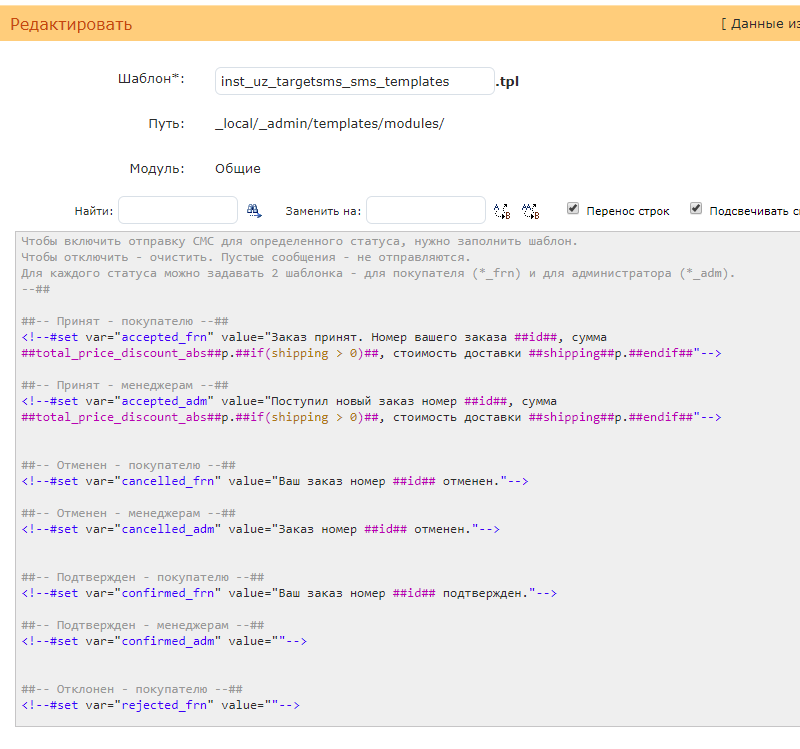 Редактировать [ Данные из
Шаблон*: inst_uz_targetsms_sms_templates .tpl
Путь: _local/_admin/templates/modules/
Модуль: Общие
Найти: Заменить на: Перенос строк Подсвечивать
Чтобы включить отправку СМС для определенного статуса, нужно заполнить шаблон.
Чтобы отключить - очистить. Пустые сообщения - не отправляются.
Для каждого статуса можно задавать 2 шаблонка - для покупателя (*_frn) и для администратора (*_adm).
--##
##-- Принят - покупателю --##
<!--#set var="accepted_frn" value="Заказ принят. Номер вашего заказа ##id##, сумма
##total_price_discount_abs##р.##if(shipping > 0)##, стоимость доставки ##shipping##р.##endif##"-->
##-- Принят - менеджерам --##
<!--#set var="accepted_adm" value="Поступил новый заказ номер ##id##, сумма
##total_price_discount_abs##р.##if(shipping > 0)##, стоимость доставки ##shipping##р.##endif##"-->
##-- Отменен - покупателю --##
<!--#set var="cancelled_frn" value="Ваш заказ номер ##id## отменен."-->
##-- Отменен - менеджерам --##
<!--#set var="cancelled_adm" value="Заказ номер ##id## отменен."-->
##-- Подтвержден - покупателю --##
<!--#set var="confirmed_frn" value="Ваш заказ номер ##id## подтвержден."-->
##-- Подтвержден - менеджерам --##
<!--#set var="confirmed_adm" value=""-->
##-- Отклонен - покупателю --##
<!--#set var="rejected_frn" value=""-->